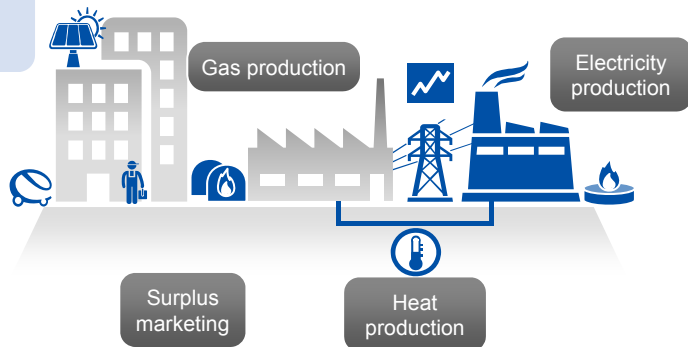 Gas production
Electricity
production
Surplus
marketing
Heat
production